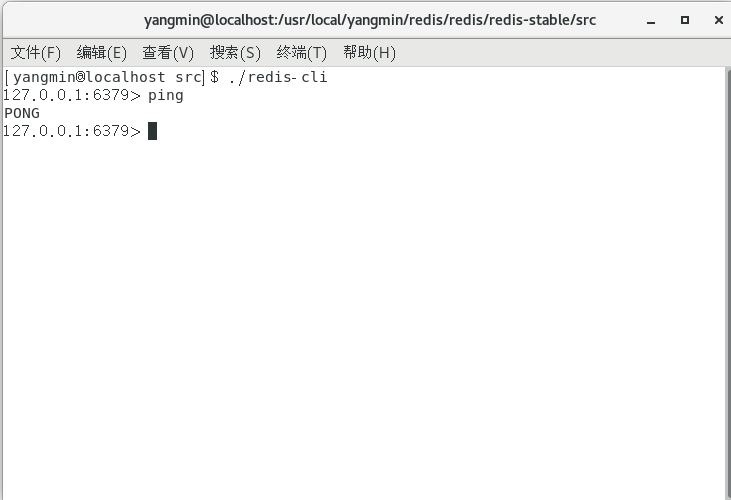 yangmin@localhost:/usr/local/yangmin/redis/redis/redis-stable/src
文件(F) 编辑(E) 查看(V) 搜索(S) 终端(T) 帮助(H)
[yangmin@localhost src]$ ./redis-cli
127.0.0.1:6379> ping
PONG
127.0.0.1:6379>